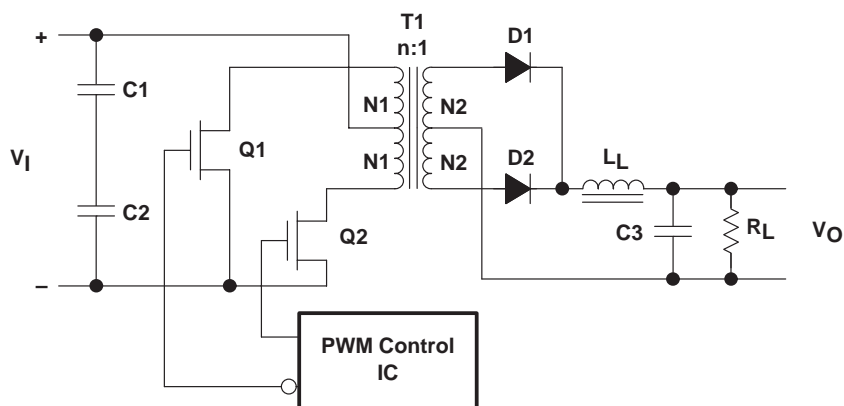 T1
n:1
D1
+
C1
N1
N2
Q1
VI
N1
N2
D2
LL
C2
Q2
C3
RL
VO
–
PWM Control
IC